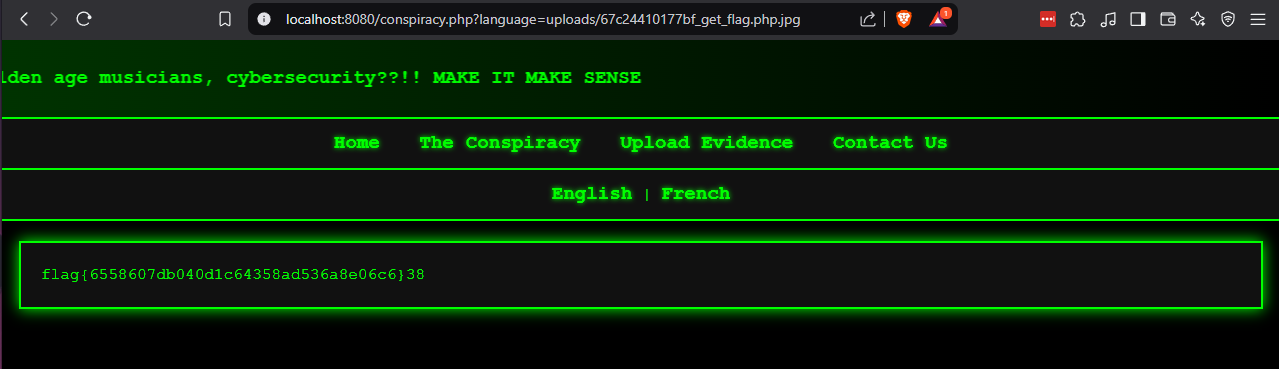 localhost:8080/conspiracy.php?language=uploads/67c24410177bf_get_flag.php.jpg
1
lden age musicians, cybersecurity??!! MAKE IT MAKE SENSE
Home The Conspiracy Upload Evidence Contact Us
English | French
flag{6558607db040d1c64358ad536a8e06c6}38